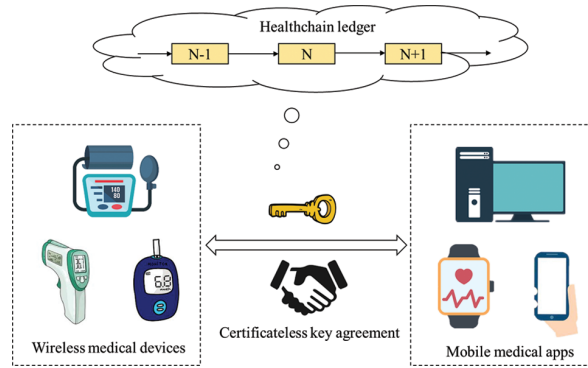 Healthchain ledger
N-1
N
N+1
140
80
6.8
Certificateless key agreement
Wireless medical devices
Mobile medical apps